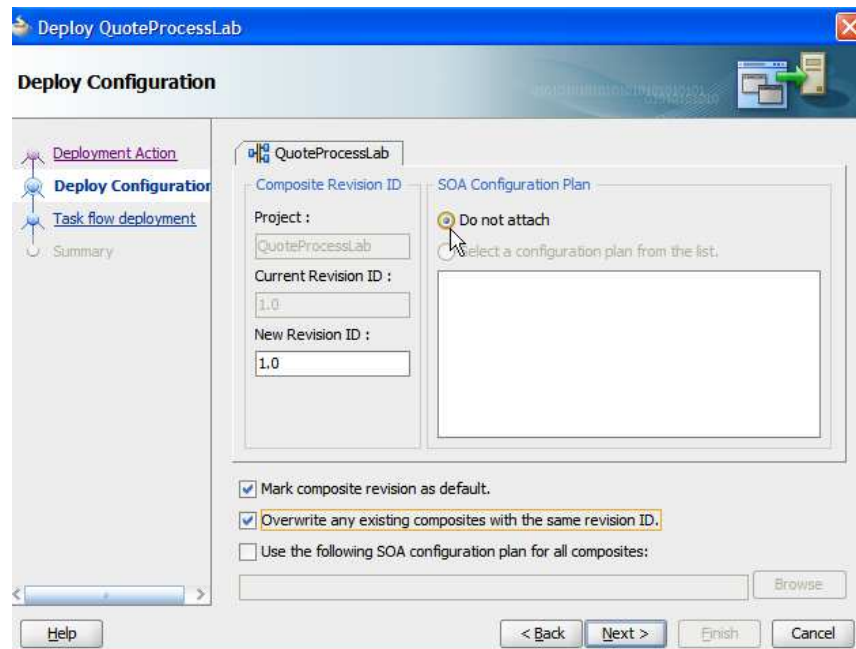 Deploy QuoteProcessLab
Deploy Configuration
Deployment Action
Deploy Configuration
Task flow deployment
Summary
QuoteProcessLab
Composite Revision ID
Project :
QuoteProcessLab
Current Revision ID :
1.0
New Revision ID :
1.0
SOA Configuration Plan
Do not attach
Select a configuration plan from the list.
Mark composite revision as default.
Overwrite any existing composites with the same revision ID.
Use the following SOA configuration plan for all composites:
Browse
Help
< Back
Next >
Finish
Cancel